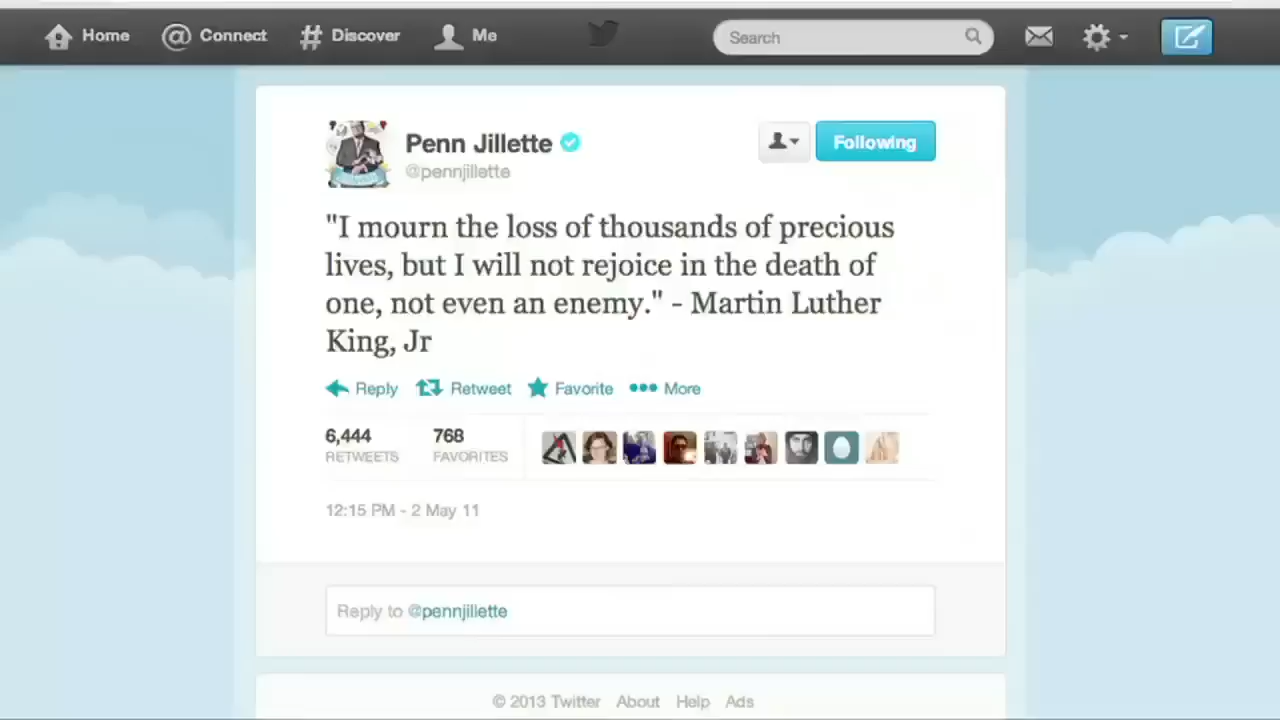 Home Connect Discover Me Search
Penn Jillette
Following
@pennjillette
"I mourn the loss of thousands of precious
lives, but I will not rejoice in the death of
one, not even an enemy." - Martin Luther
King, Jr
Reply Retweet Favorite More
6,444 768
RETWEETS FAVORITES
12:15 PM - 2 May 11
Reply to @pennjillette
© 2013 Twitter About Help Ads